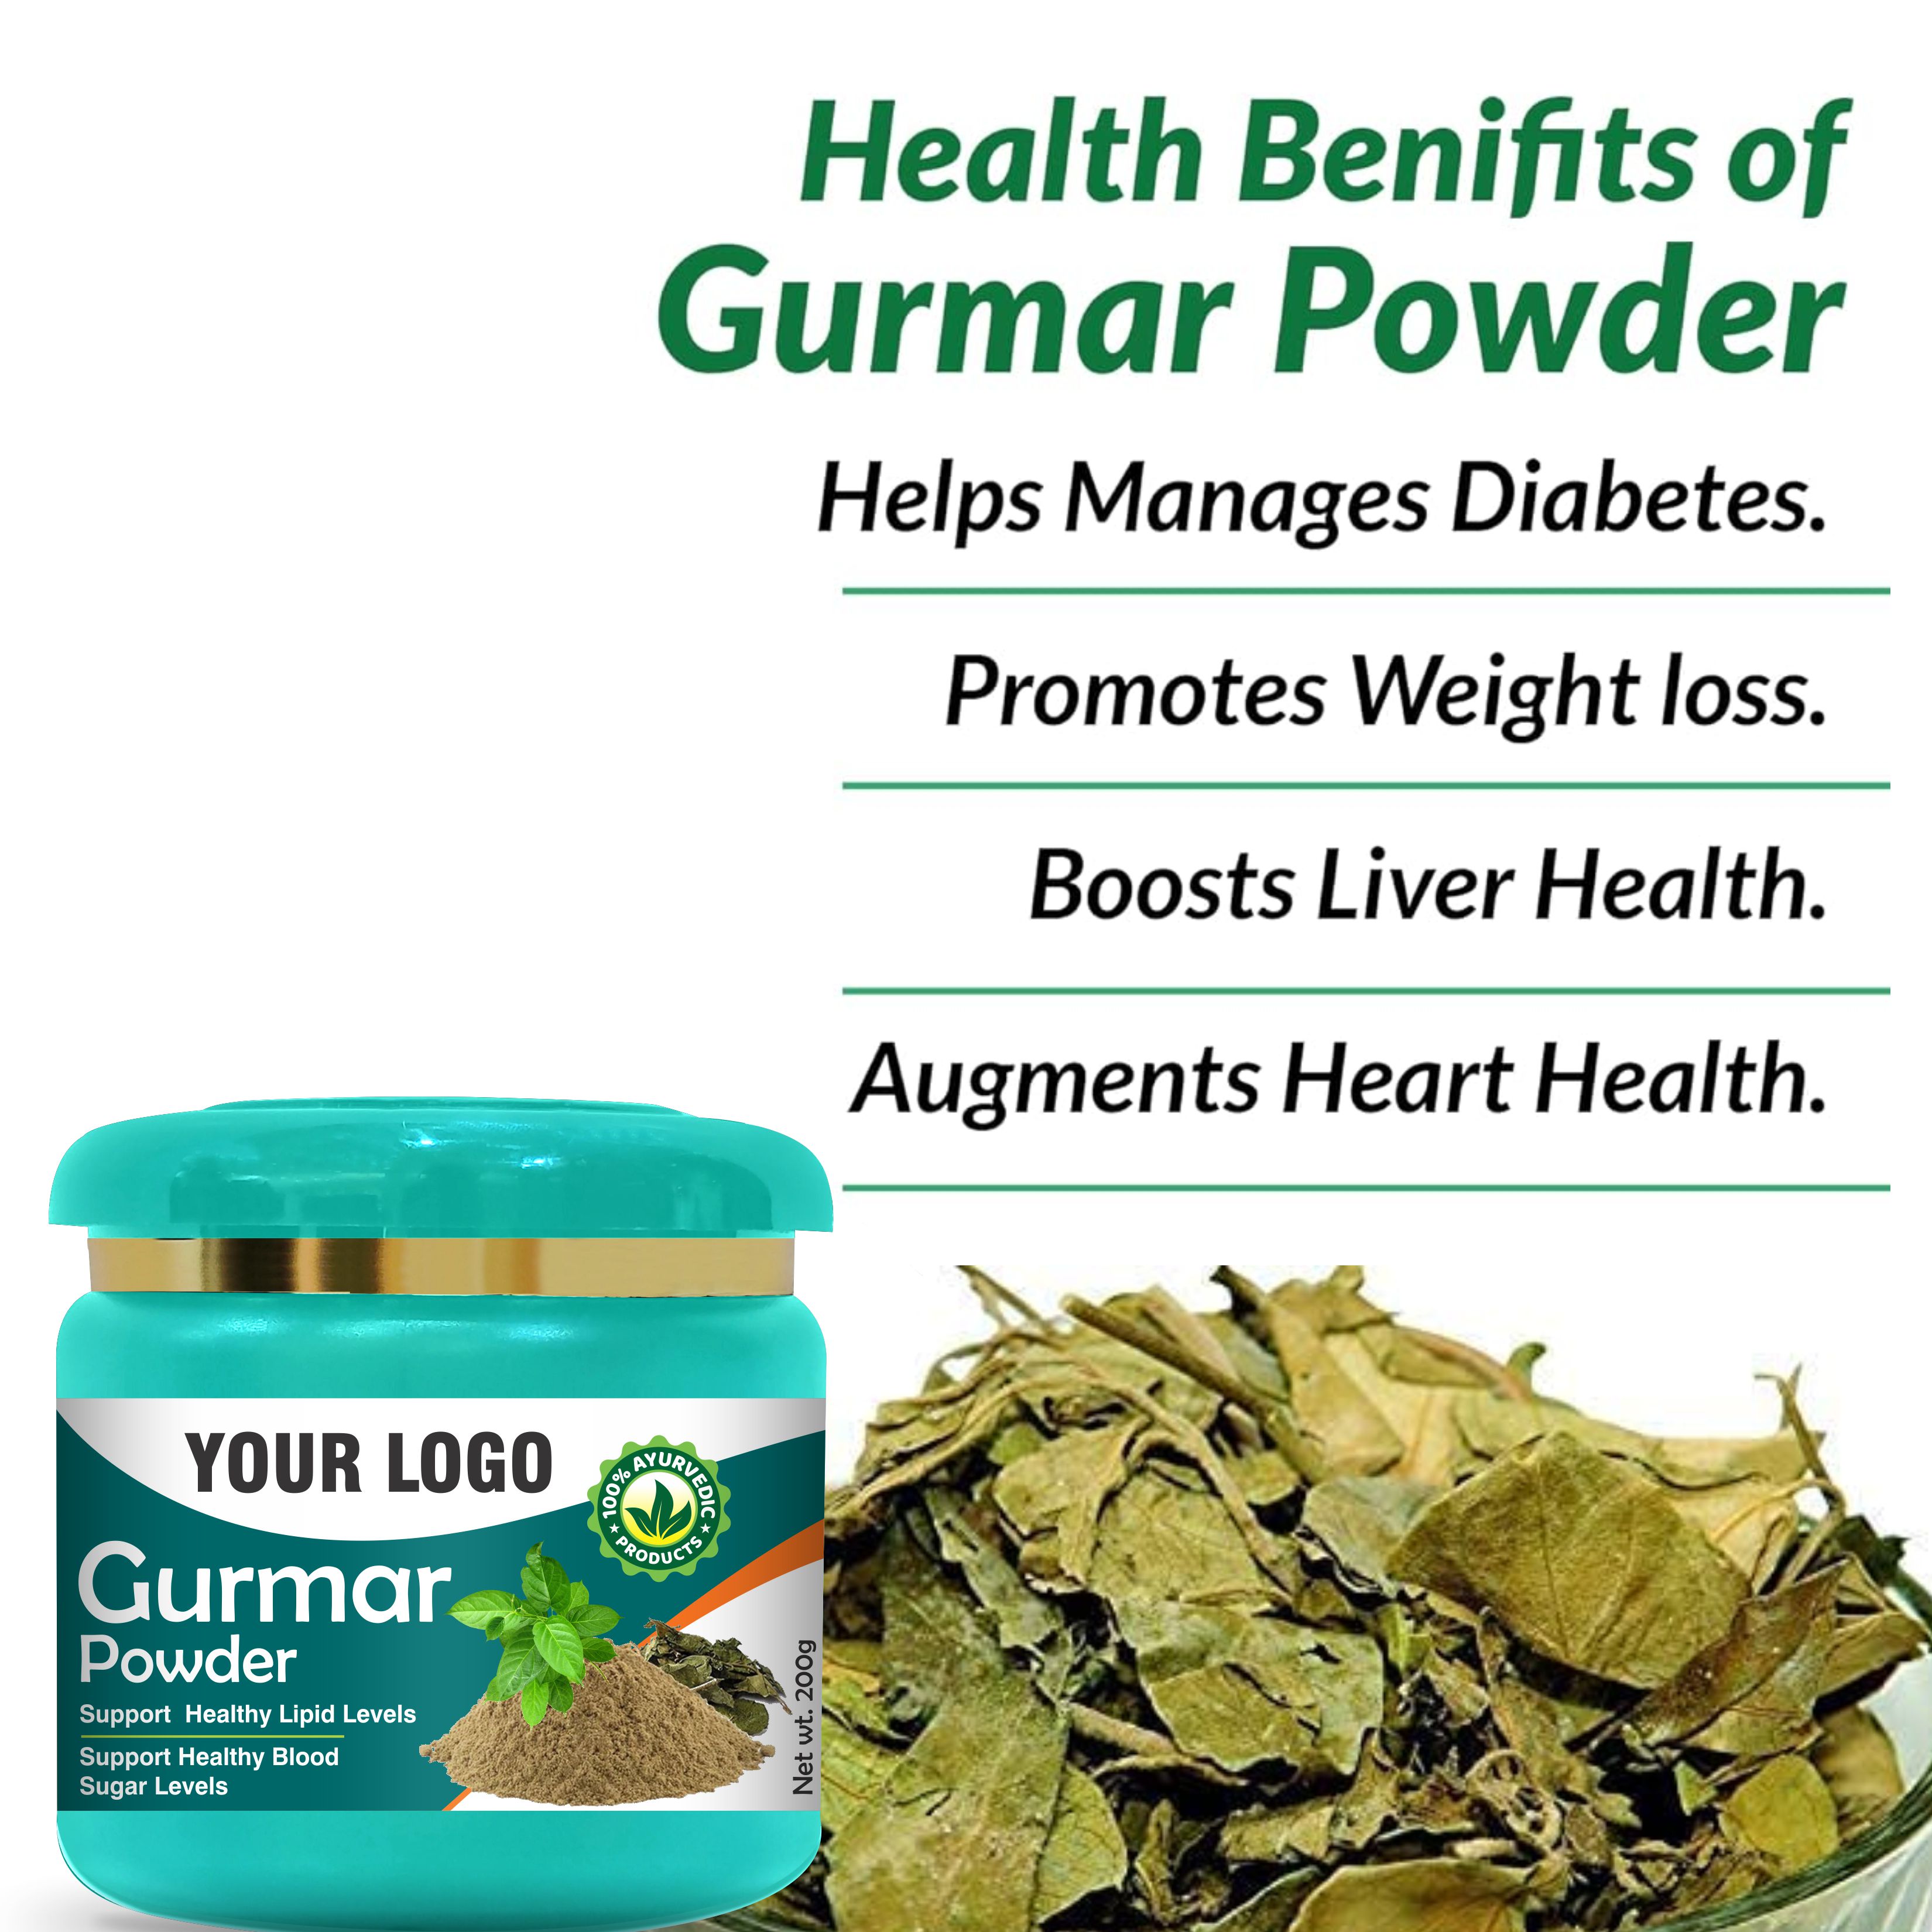 Health Benifits of
Gurmar Powder
Helps Manages Diabetes.
Promotes Weight loss.
Boosts Liver Health.
Augments Heart Health.
YOUR LOGO
100% AYURVEDIC
PRODUCTS
Gurmar
Powder
Support Healthy Lipid Levels
Support Healthy Blood
Sugar Levels
Net wt. 200g